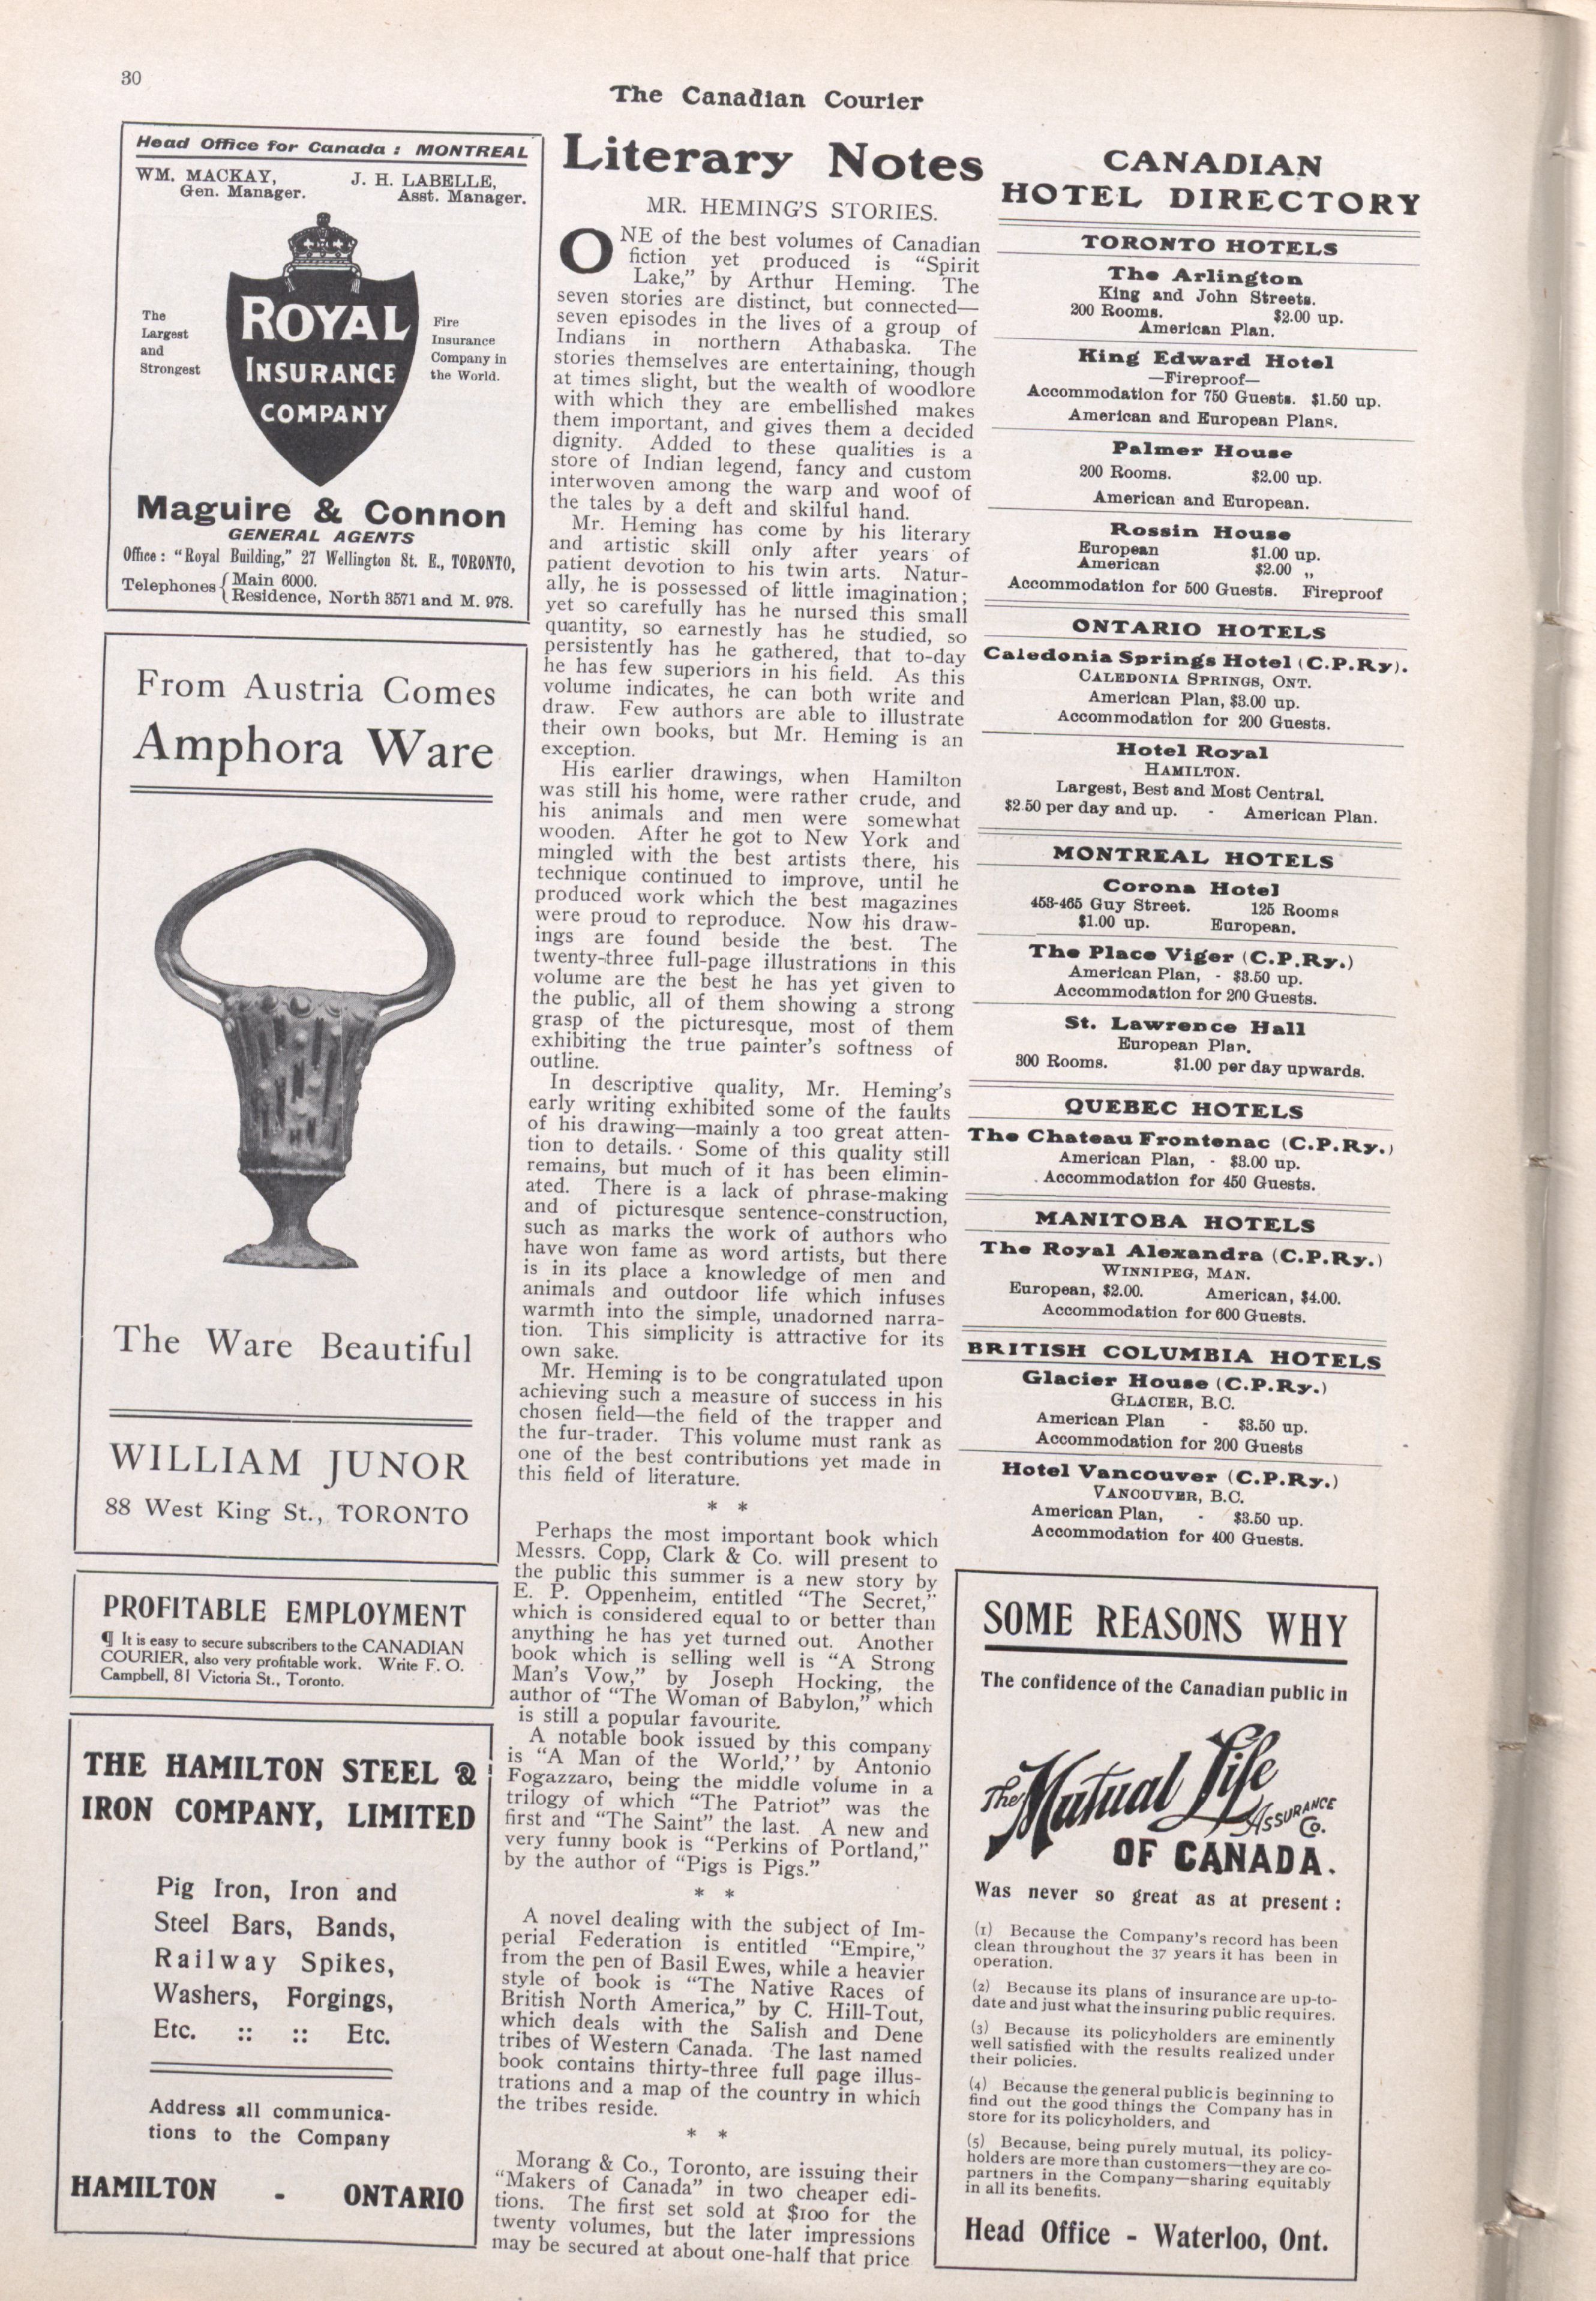 30
The Canadian Courier
Head Office for Canada : MONTREAL
WM. MACKAY,
Gen. Manager.
J. H. LABELLE,
Asst. Manager.
The
Largest
and
Strongest
ROYAL
INSURANCE
COMPANY
Fire
Insurance
Company in
the World.
Maguire & Connon
GENERAL AGENTS
Office : "Royal Building," 27 Wellington St. E., TORONTO,
Telephones { Main 6000.
Residence, North 3571 and M. 978.
From Austria Comes
Amphora Ware
The Ware Beautiful
WILLIAM JUNOR
88 West King St., TORONTO
PROFITABLE EMPLOYMENT
¶ It is easy to secure subscribers to the CANADIAN
COURIER, also very profitable work. Write F. O.
Campbell, 81 Victoria St., Toronto.
THE HAMILTON STEEL &
IRON COMPANY, LIMITED
Pig Iron, Iron and
Steel Bars, Bands,
Railway Spikes,
Washers, Forgings,
Etc. :: :: Etc.
Address all communica-
tions to the Company
HAMILTON - ONTARIO
Literary Notes
MR. HEMING'S STORIES.
ONE of the best volumes of Canadian
fiction yet produced is "Spirit
Lake," by Arthur Heming. The
seven stories are distinct, but connected—
seven episodes in the lives of a group of
Indians in northern Athabaska. The
stories themselves are entertaining, though
at times slight, but the wealth of woodlore
with which they are embellished makes
them important, and gives them a decided
dignity. Added to these qualities is a
store of Indian legend, fancy and custom
interwoven among the warp and woof of
the tales by a deft and skilful hand.
Mr. Heming has come by his literary
and artistic skill only after years of
patient devotion to his twin arts. Natur-
ally, he is possessed of little imagination;
yet so carefully has he nursed this small
quantity, so earnestly has he studied, so
persistently has he gathered, that to-day
he has few superiors in his field. As this
volume indicates, he can both write and
draw. Few authors are able to illustrate
their own books, but Mr. Heming is an
exception.
His earlier drawings, when Hamilton
was still his home, were rather crude, and
his animals and men were somewhat
wooden. After he got to New York and
mingled with the best artists there, his
technique continued to improve, until he
produced work which the best magazines
were proud to reproduce. Now his draw-
ings are found beside the best. The
twenty-three full-page illustrations in this
volume are the best he has yet given to
the public, all of them showing a strong
grasp of the picturesque, most of them
exhibiting the true painter's softness of
outline.
In descriptive quality, Mr. Heming's
early writing exhibited some of the faults
of his drawing—mainly a too great atten-
tion to details. Some of this quality still
remains, but much of it has been elimin-
ated. There is a lack of phrase-making
and of picturesque sentence-construction,
such as marks the work of authors who
have won fame as word artists, but there
is in its place a knowledge of men and
animals and outdoor life which infuses
warmth into the simple, unadorned narra-
tion. This simplicity is attractive for its
own sake.
Mr. Heming is to be congratulated upon
achieving such a measure of success in his
chosen field—the field of the trapper and
the fur-trader. This volume must rank as
one of the best contributions yet made in
this field of literature.
* *
Perhaps the most important book which
Messrs. Copp, Clark & Co. will present to
the public this summer is a new story by
E. P. Oppenheim, entitled "The Secret,"
which is considered equal to or better than
anything he has yet turned out. Another
book which is selling well is "A Strong
Man's Vow," by Joseph Hocking, the
author of "The Woman of Babylon," which
is still a popular favourite.
A notable book issued by this company
is "A Man of the World,'' by Antonio
Fogazzaro, being the middle volume in a
trilogy of which "The Patriot" was the
first and "The Saint" the last. A new and
very funny book is "Perkins of Portland,"
by the author of "Pigs is Pigs."
* *
A novel dealing with the subject of Im-
perial Federation is entitled "Empire,"
from the pen of Basil Ewes, while a heavier
style of book is "The Native Races of
British North America," by C. Hill-Tout,
which deals with the Salish and Dene
tribes of Western Canada. The last named
book contains thirty-three full page illus-
trations and a map of the country in which
the tribes reside.
* *
Morang & Co., Toronto, are issuing their
"Makers of Canada" in two cheaper edi-
tions. The first set sold at $100 for the
twenty volumes, but the later impressions
may be secured at about one-half that price
CANADIAN
HOTEL DIRECTORY
TORONTO HOTELS
The Arlington
King and John Streets.
200 Rooms. $2.00 up.
American Plan.
King Edward Hotel
—Fireproof—
Accommodation for 750 Guests. $1.50 up.
American and European Plans.
Palmer House
200 Rooms. $2.00 up.
American and European.
Rossin House
European $1.00 up.
American $2.00 „
Accommodation for 500 Guests. Fireproof
ONTARIO HOTELS
Caledonia Springs Hotel (C.P.Ry).
CALEDONIA SPRINGS, ONT.
American Plan, $3.00 up.
Accommodation for 200 Guests.
Hotel Royal
HAMILTON.
Largest, Best and Most Central.
$2.50 per day and up. - American Plan.
MONTREAL HOTELS
Corona Hotel
453-465 Guy Street. 125 Rooms
$1.00 up. European.
The Place Viger (C.P.Ry.)
American Plan, - $3.50 up.
Accommodation for 200 Guests.
St. Lawrence Hall
European Plan.
300 Rooms. $1.00 per day upwards.
QUEBEC HOTELS
The Chateau Frontenac (C.P.Ry.)
American Plan, - $3.00 up.
Accommodation for 450 Guests.
MANITOBA HOTELS
The Royal Alexandra (C.P.Ry.)
WINNIPEG, MAN.
European, $2.00. American, $4.00.
Accommodation for 600 Guests.
BRITISH COLUMBIA HOTELS
Glacier House (C.P.Ry.)
GLACIER, B.C.
American Plan - $3.50 up.
Accommodation for 200 Guests
Hotel Vancouver (C.P.Ry.)
VANCOUVER, B.C.
American Plan, - $3.50 up.
Accommodation for 400 Guests.
SOME REASONS WHY
The confidence of the Canadian public in
The Mutual Life
ASSURANCE
Co.
OF CANADA.
Was never so great as at present :
(1) Because the Company's record has been
clean throughout the 37 years it has been in
operation.
(2) Because its plans of insurance are up-to-
date and just what the insuring public requires.
(3) Because its policyholders are eminently
well satisfied with the results realized under
their policies.
(4) Because the general public is beginning to
find out the good things the Company has in
store for its policyholders, and
(5) Because, being purely mutual, its policy-
holders are more than customers—they are co-
partners in the Company—sharing equitably
in all its benefits.
Head Office - Waterloo, Ont.